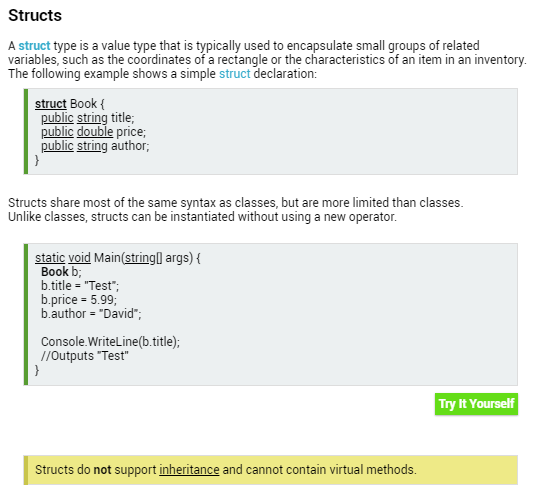 Structs
A struct type is a value type that is typically used to encapsulate small groups of related
variables, such as the coordinates of a rectangle or the characteristics of an item in an inventory.
The following example shows a simple struct declaration:
struct Book {
public string title;
public double price;
public string author;
}
Structs share most of the same syntax as classes, but are more limited than classes.
Unlike classes, structs can be instantiated without using a new operator.
static void Main(string[] args) {
Book b;
b.title = "Test";
b.price = 5.99;
b.author = "David";
Console.WriteLine(b.title);
//Outputs "Test"
}
Try It Yourself
Structs do not support inheritance and cannot contain virtual methods.